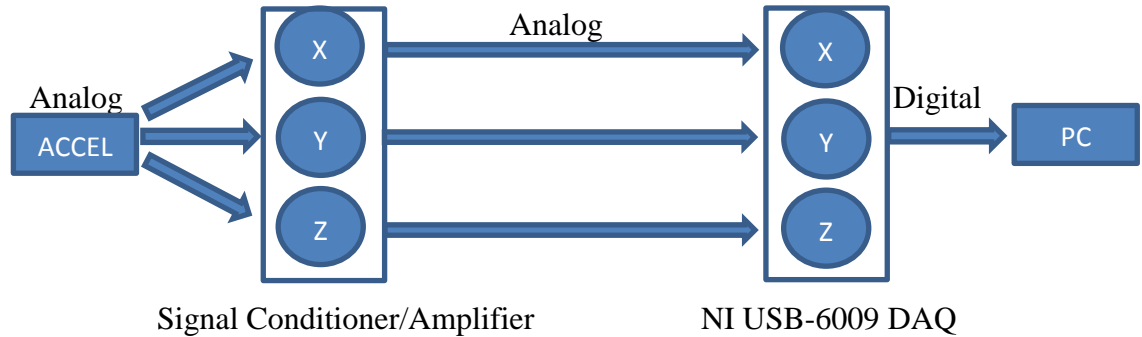 Analog
Analog
Digital
ACCEL
X
Y
Z
X
Y
Z
PC
Signal Conditioner/Amplifier
NI USB-6009 DAQ